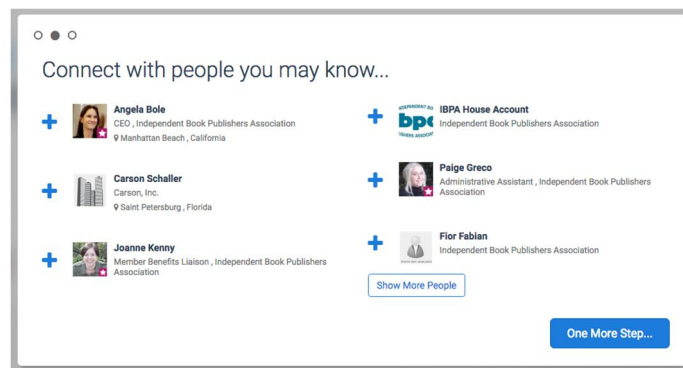 Connect with people you may know...
Angela Bole
CEO , Independent Book Publishers Association
Manhattan Beach , California
Carson Schaller
Carson, Inc.
Saint Petersburg , Florida
Joanne Kenny
Member Benefits Liaison , Independent Book Publishers
Association
IBPA House Account
Independent Book Publishers Association
Paige Greco
Administrative Assistant , Independent Book Publishers
Association
Fior Fabian
Independent Book Publishers Association
Show More People
One More Step...